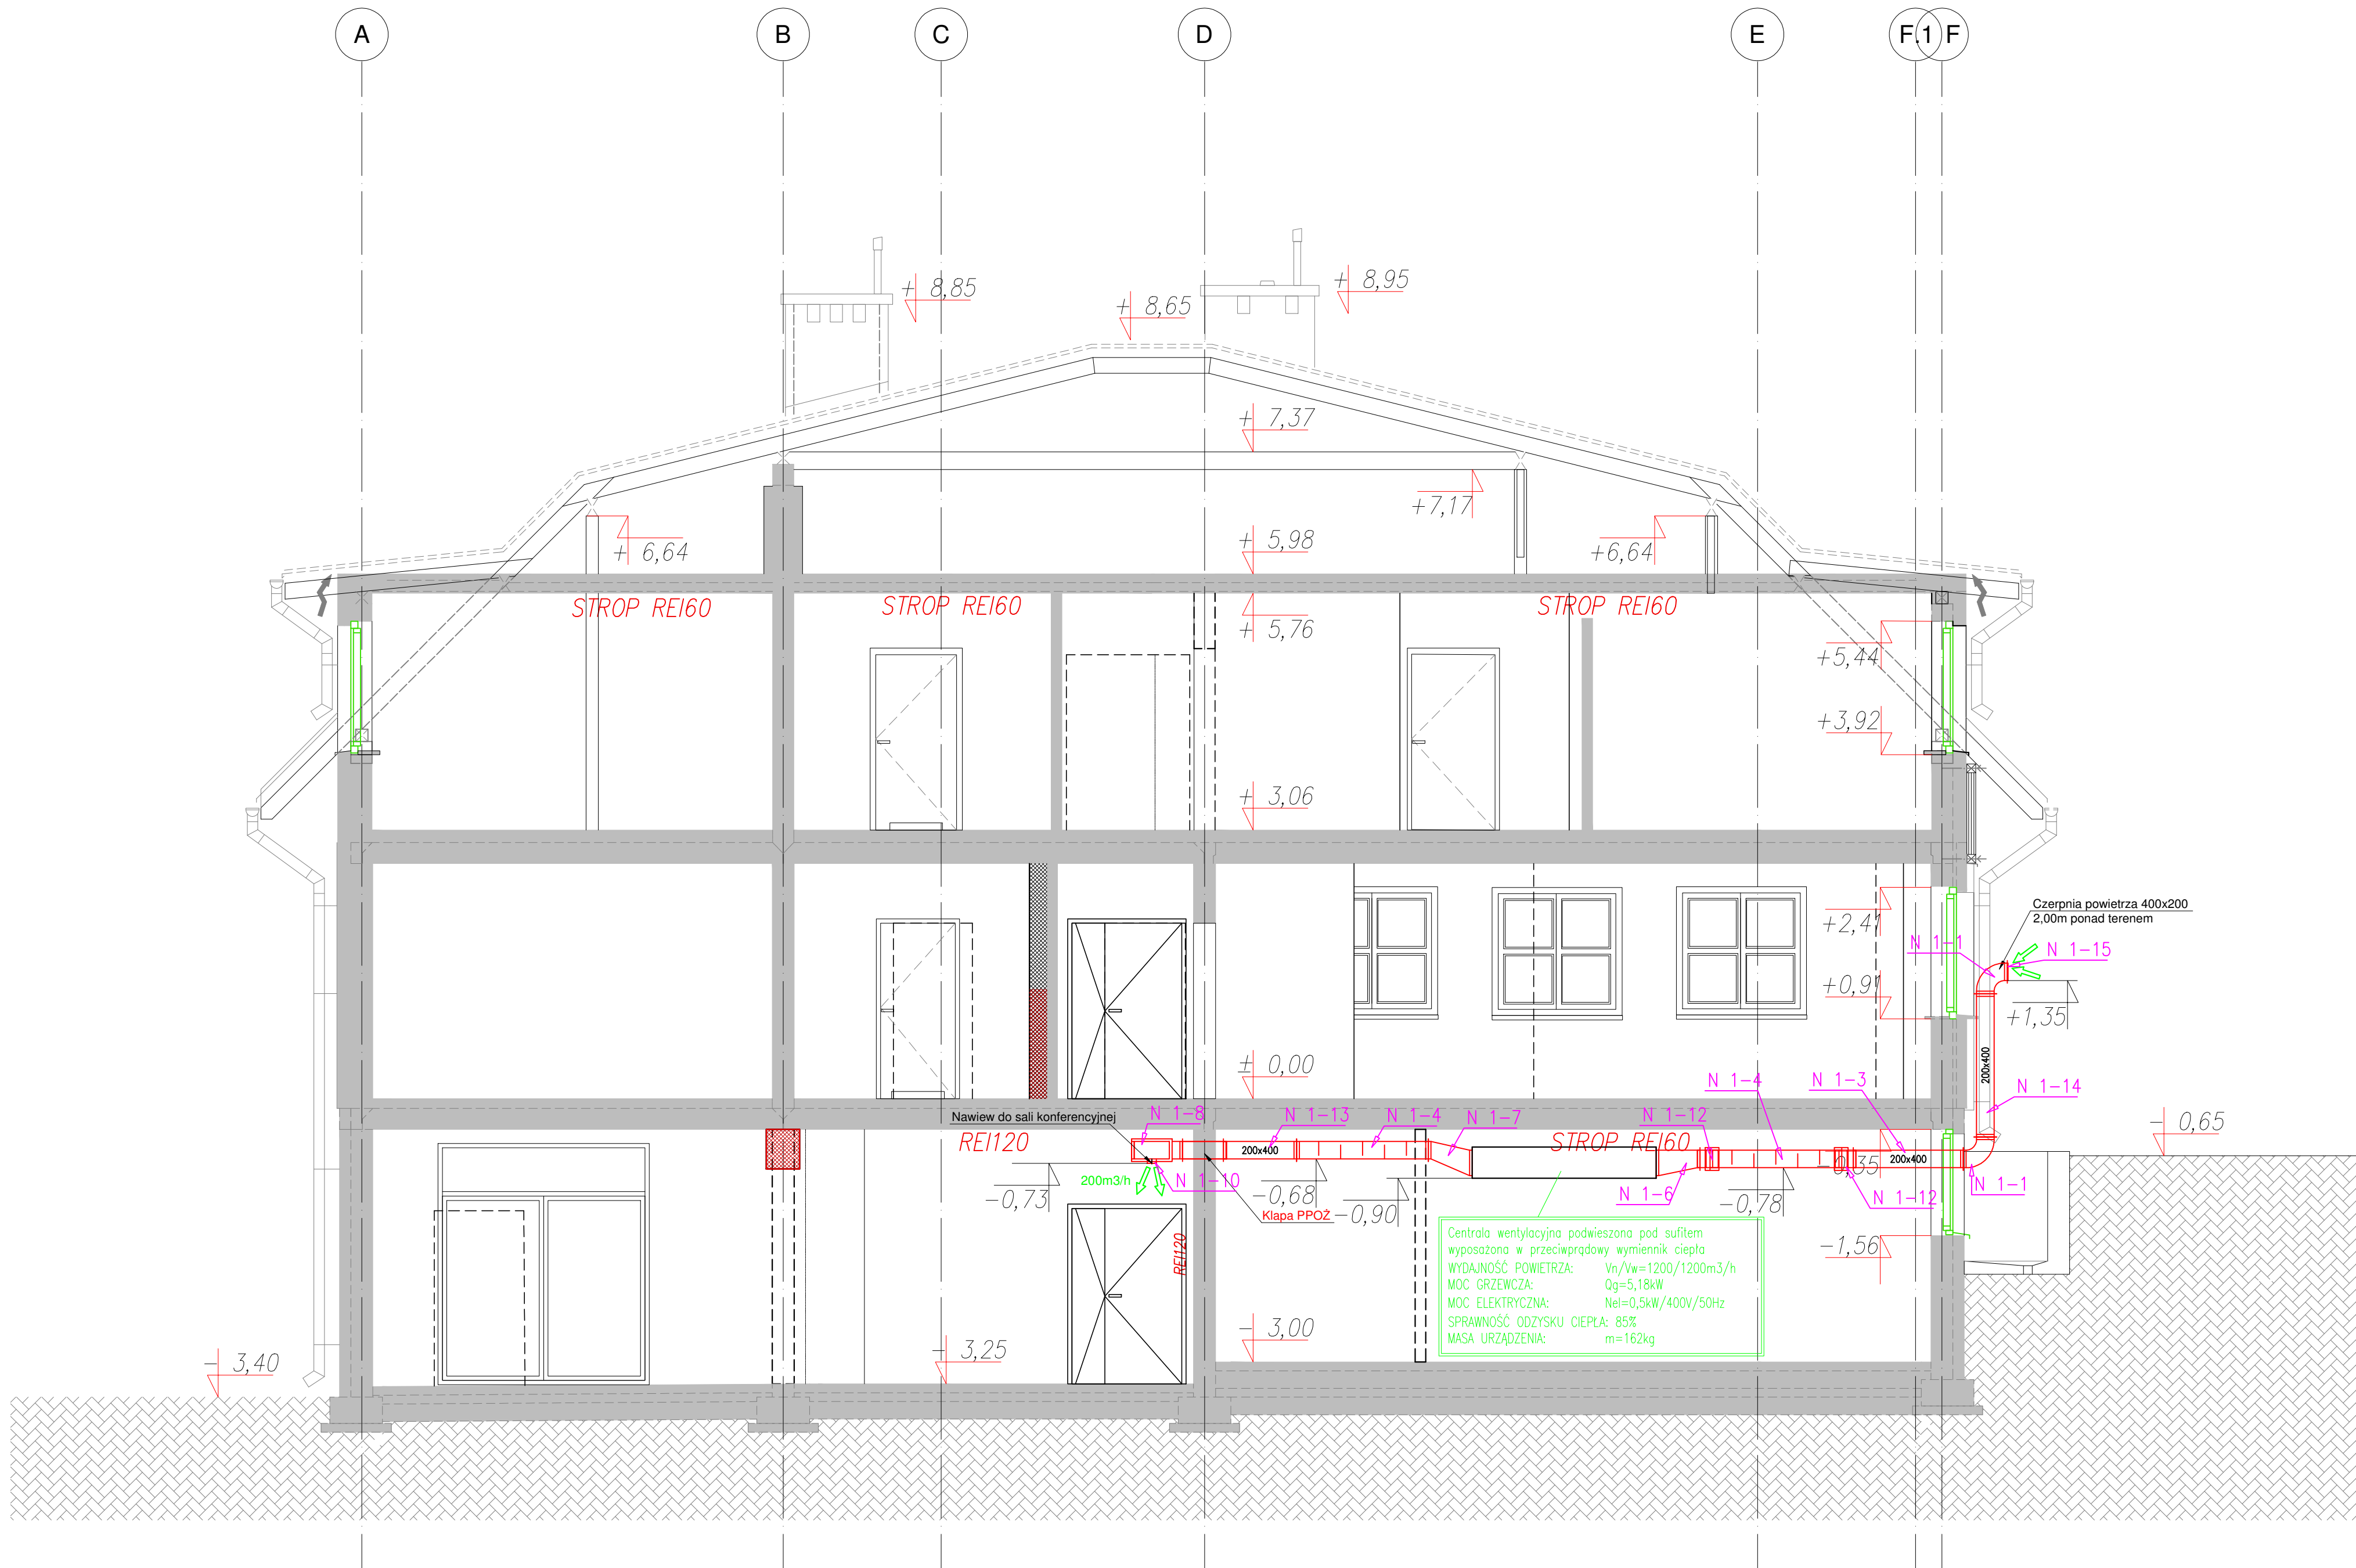 A
B
C
D
E
F.1
F
+ 8,85
+ 8,65
+ 8,95
+ 7,37
+7,17
+ 6,64
+ 5,98
+6,64
STROP REI60
STROP REI60
STROP REI60
+ 5,76
+5,44
+3,92
+ 3,06
+2,41
+0,91
Czerpnia powietrza 400x200
2,00m ponad terenem
N 1-1
N 1-15
+1,35
± 0,00
200x400
N 1-14
N 1-4
N 1-3
Nawiew do sali konferencyjnej
N 1-8
N 1-13
N 1-4
N 1-7
N 1-12
- 0,65
REI120
STROP REI60
200x400
200x400
-0,35
200m3/h
N 1-10
-0,73
-0,68
-0,90
N 1-6
-0,78
N 1-12
N 1-1
Klapa PPOŻ
REI120
-1,56
Centrala wentylacyjna podwieszana pod sufitem
wyposażona w przeciwprądowy wymiennik ciepła
WYDAJNOŚĆ POWIETRZA: Vn/Vw=1200/1200m3/h
MOC GRZEWCZA: Qg=5,18kW
MOC ELEKTRYCZNA: Nel=0,5kW/400V/50Hz
SPRAWNOŚĆ ODZYSKU CIEPŁA: 85%
MASA URZĄDZENIA: m=162kg
- 3,00
- 3,25
- 3,40